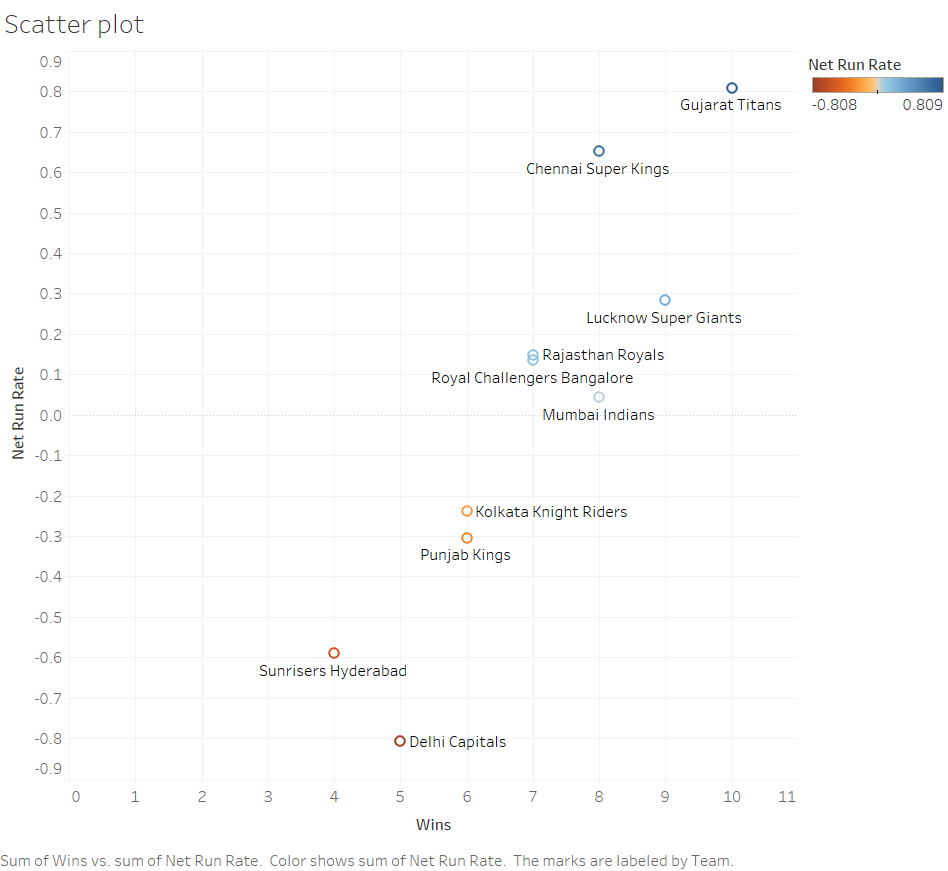 Scatter plot
Net Run Rate
-0.808 0.809
0.9
0.8
0.7
0.6
0.5
0.4
0.3
0.2
0.1
0.0
-0.1
-0.2
-0.3
-0.4
-0.5
-0.6
-0.7
-0.8
-0.9
Net Run Rate
Gujarat Titans
Chennai Super Kings
Lucknow Super Giants
Rajasthan Royals
Royal Challengers Bangalore
Mumbai Indians
Kolkata Knight Riders
Punjab Kings
Sunrisers Hyderabad
Delhi Capitals
0 1 2 3 4 5 6 7 8 9 10 11
Wins
Sum of Wins vs. sum of Net Run Rate. Color shows sum of Net Run Rate. The marks are labeled by Team.